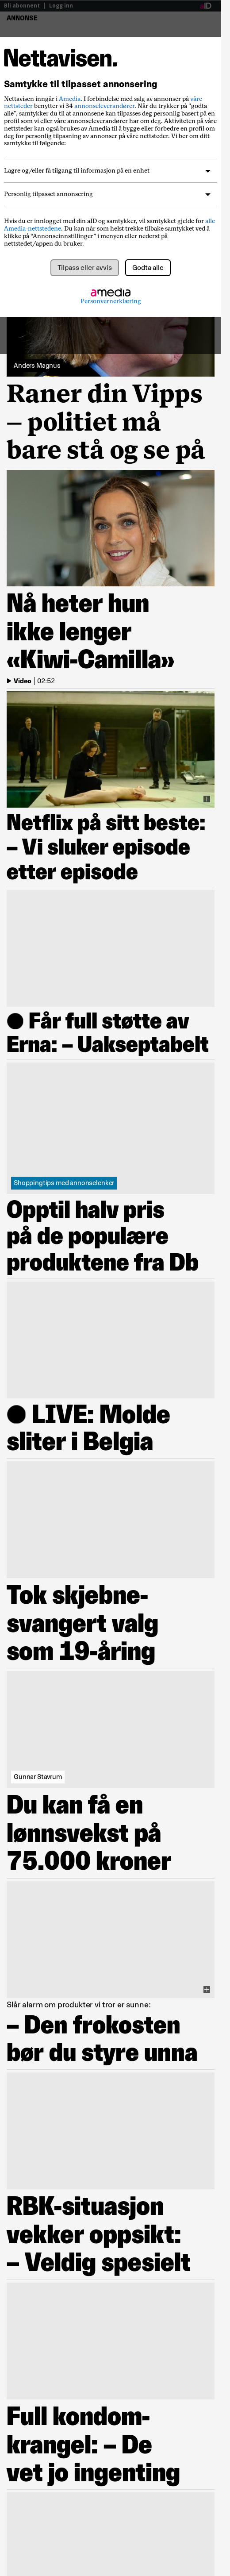 Bli abonnent | Logg inn
aID
ANNONSE
Nettavisen.
Samtykke til tilpasset annonsering
Nettavisen inngår i Amedia. I forbindelse med salg av annonser på våre
nettsteder benytter vi 34 annonseleverandører. Når du trykker på "godta
alle", samtykker du til at annonsene kan tilpasses deg personlig basert på den
profil som vi eller våre annonseleverandører har om deg. Aktiviteten på våre
nettsteder kan også brukes av Amedia til å bygge eller forbedre en profil om
deg for personlig tilpasning av annonser på våre nettsteder. Vi ber om ditt
samtykke til følgende:
Lagre og/eller få tilgang til informasjon på en enhet
Personlig tilpasset annonsering
Hvis du er innlogget med din aID og samtykker, vil samtykket gjelde for alle
Amedia-nettstedene. Du kan når som helst trekke tilbake samtykket ved å
klikke på "Annonseinnstillinger" i menyen eller nederst på
nettstedet/appen du bruker.
Tilpass eller avvis
Godta alle
amedia
Personvernerklæring
Anders Magnus
Raner din Vipps
– politiet må
bare stå og se på
Nå heter hun
ikke lenger
«Kiwi-Camilla»
Video | 02:52
Netflix på sitt beste:
– Vi sluker episode
etter episode
● Får full støtte av
Erna: – Uakseptabelt
Shoppingtips med annonselenker
Opptil halv pris
på de populære
produktene fra Db
● LIVE: Molde
sliter i Belgia
Tok skjebne-
svangert valg
som 19-åring
Gunnar Stavrum
Du kan få en
lønnsvekst på
75.000 kroner
Slår alarm om produkter vi tror er sunne:
– Den frokosten
bør du styre unna
RBK-situasjon
vekker oppsikt:
– Veldig spesielt
Full kondom-
krangel: – De
vet jo ingenting